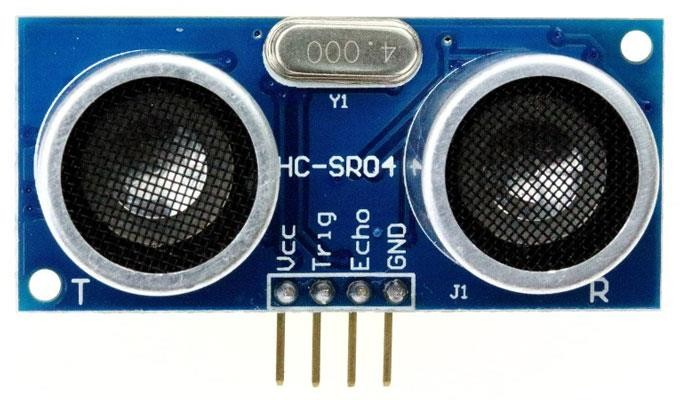 4.000
Y1
HC-SR04
Vcc
Trig
Echo
GND
T
J1
R